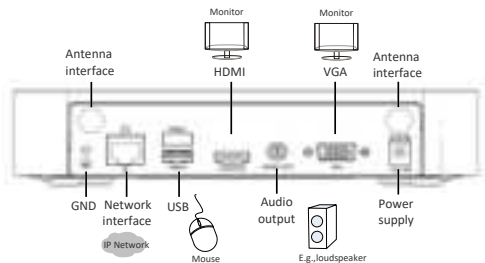 Monitor
Monitor
Antenna
interface
HDMI
VGA
Antenna
interface
GND
Network
interface
USB
Audio
output
Power
supply
IP Network
Mouse
E.g.,loudspeaker